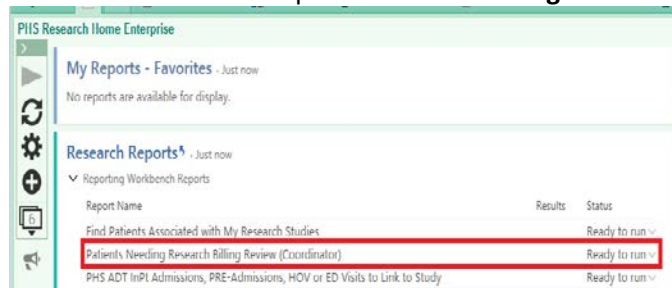 PHS Research Home Enterprise
My Reports - Favorites - Just now
No reports are available for display.
Research Reports - Just now
Reporting Workbench Reports
Report Name Results Status
Find Patients Associated with My Research Studies Ready to run
Patients Needing Research Billing Review (Coordinator) Ready to run
6
PHS ADT InPt Admissions, PRE-Admissions, HOV or ED Visits to Link to Study Ready to run